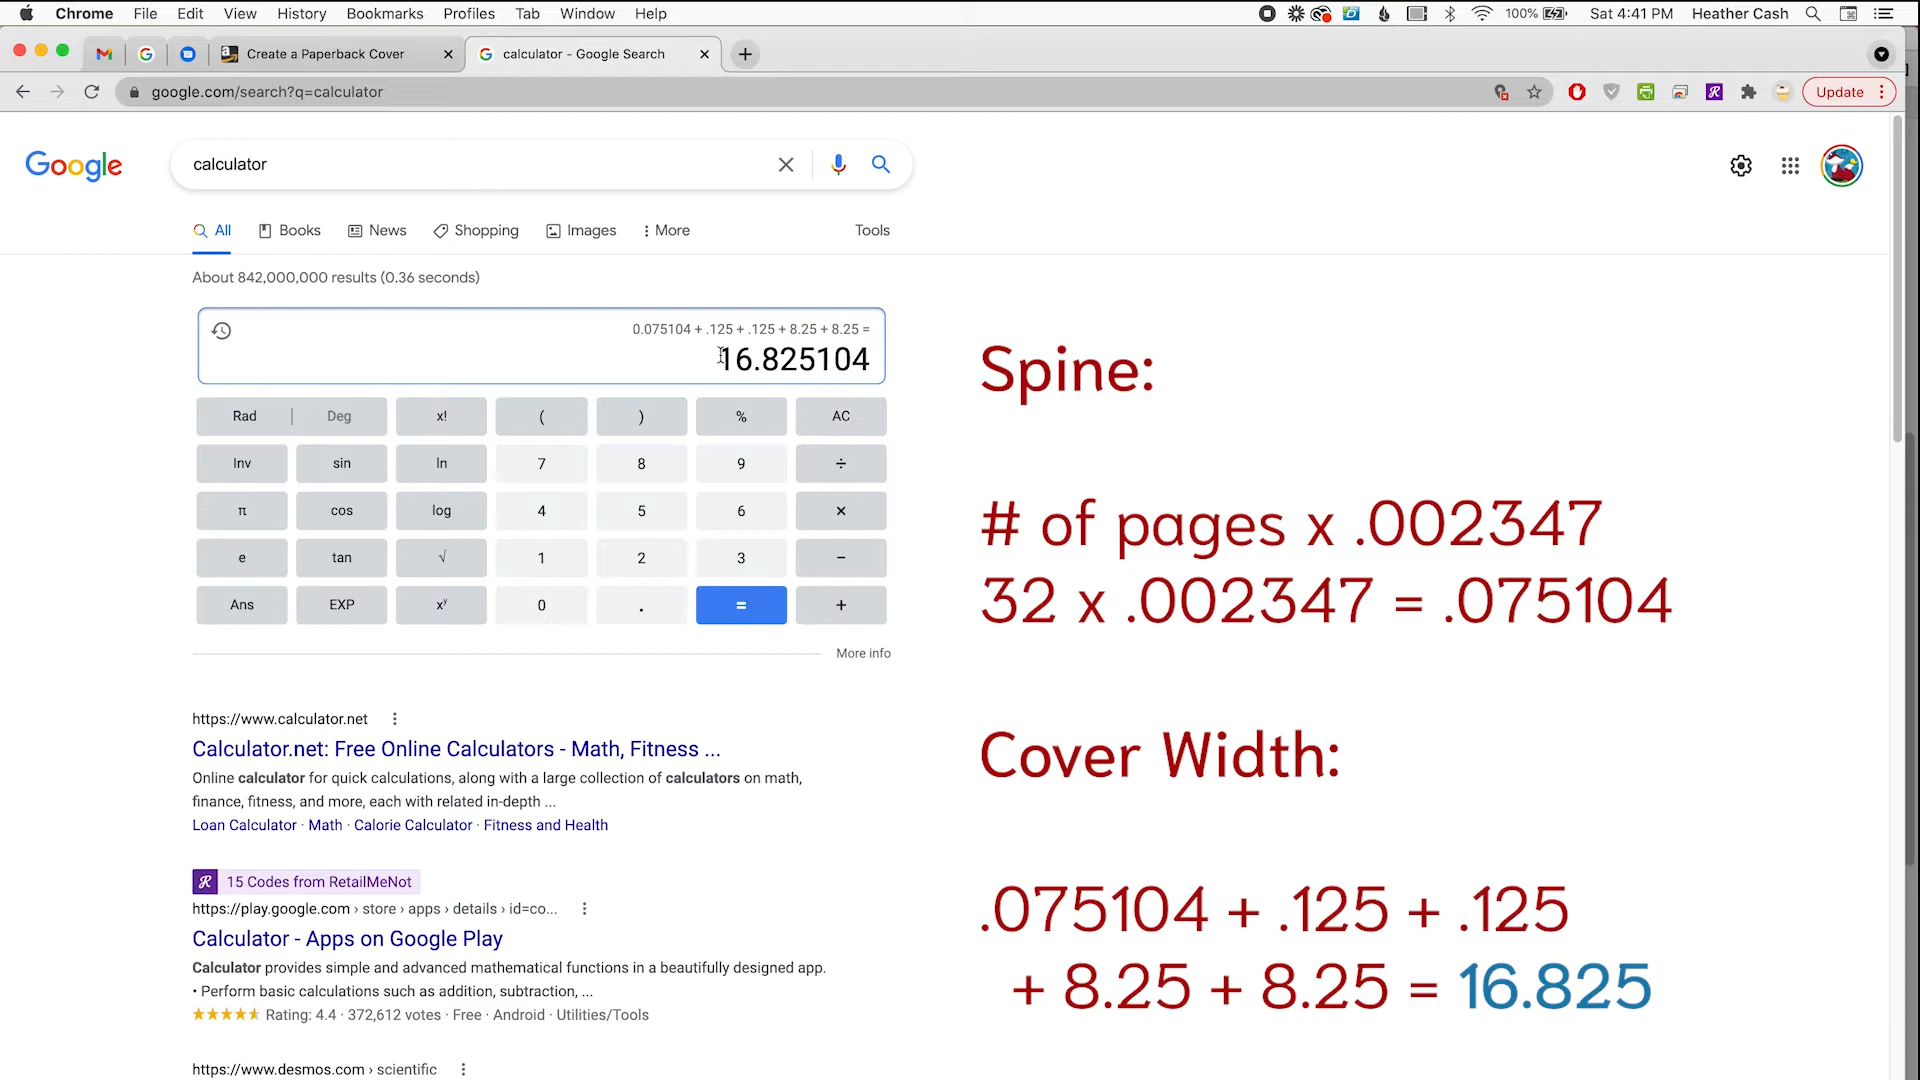 Chrome File Edit View History Bookmarks Profiles Tab Window Help
100% Sat 4:41 PM Heather Cash
Create a Paperback Cover
calculator - Google Search
google.com/search?q=calculator
Update
Google
calculator
All Books News Shopping Images More Tools
About 842,000,000 results (0.36 seconds)
0.075104 + .125 + .125 + 8.25 + 8.25 =
16.825104
Rad | Deg x! ( ) % AC
Inv sin ln 7 8 9 ÷
π cos log 4 5 6 ×
e tan √ 1 2 3 −
Ans EXP xʸ 0 . = +
More info
https://www.calculator.net
Calculator.net: Free Online Calculators - Math, Fitness ...
Online calculator for quick calculations, along with a large collection of calculators on math,
finance, fitness, and more, each with related in-depth ...
Loan Calculator · Math · Calorie Calculator · Fitness and Health
15 Codes from RetailMeNot
https://play.google.com › store › apps › details › id=co...
Calculator - Apps on Google Play
Calculator provides simple and advanced mathematical functions in a beautifully designed app.
• Perform basic calculations such as addition, subtraction, ...
Rating: 4.4 · 372,612 votes · Free · Android · Utilities/Tools
https://www.desmos.com › scientific
Spine:
# of pages x .002347
32 x .002347 = .075104
Cover Width:
.075104 + .125 + .125
+ 8.25 + 8.25 = 16.825